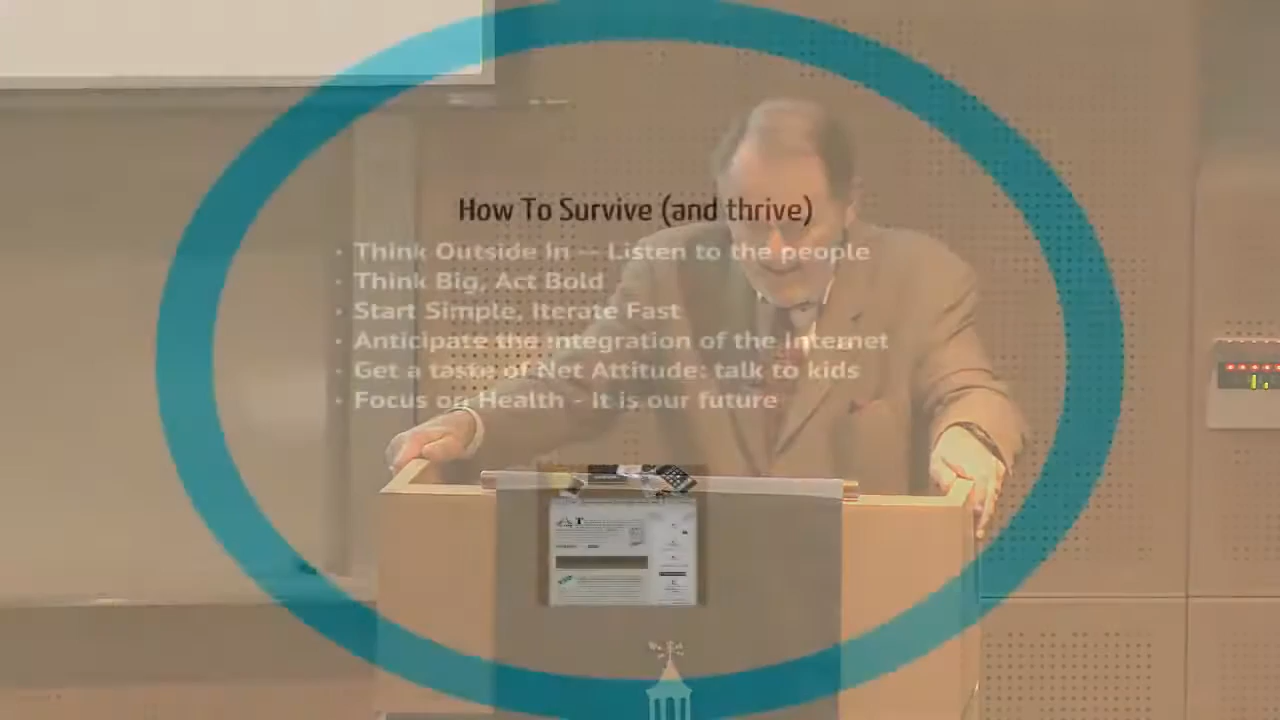 How To Survive (and thrive)
• Think Outside In -- Listen to the people
• Think Big, Act Bold
• Start Simple, Iterate Fast
• Anticipate the integration of the Internet
• Get a taste of Net Attitude: talk to kids
• Focus on Health - It is our future